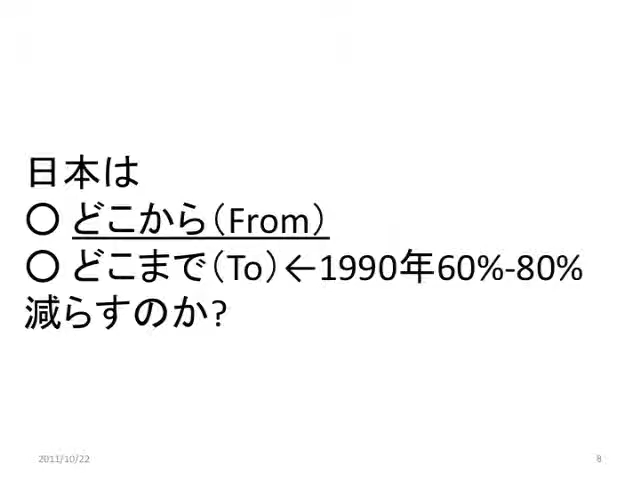 日本は
○ どこから（From）
○ どこまで（To）←1990年60%-80%
減らすのか?
2011/10/22
8